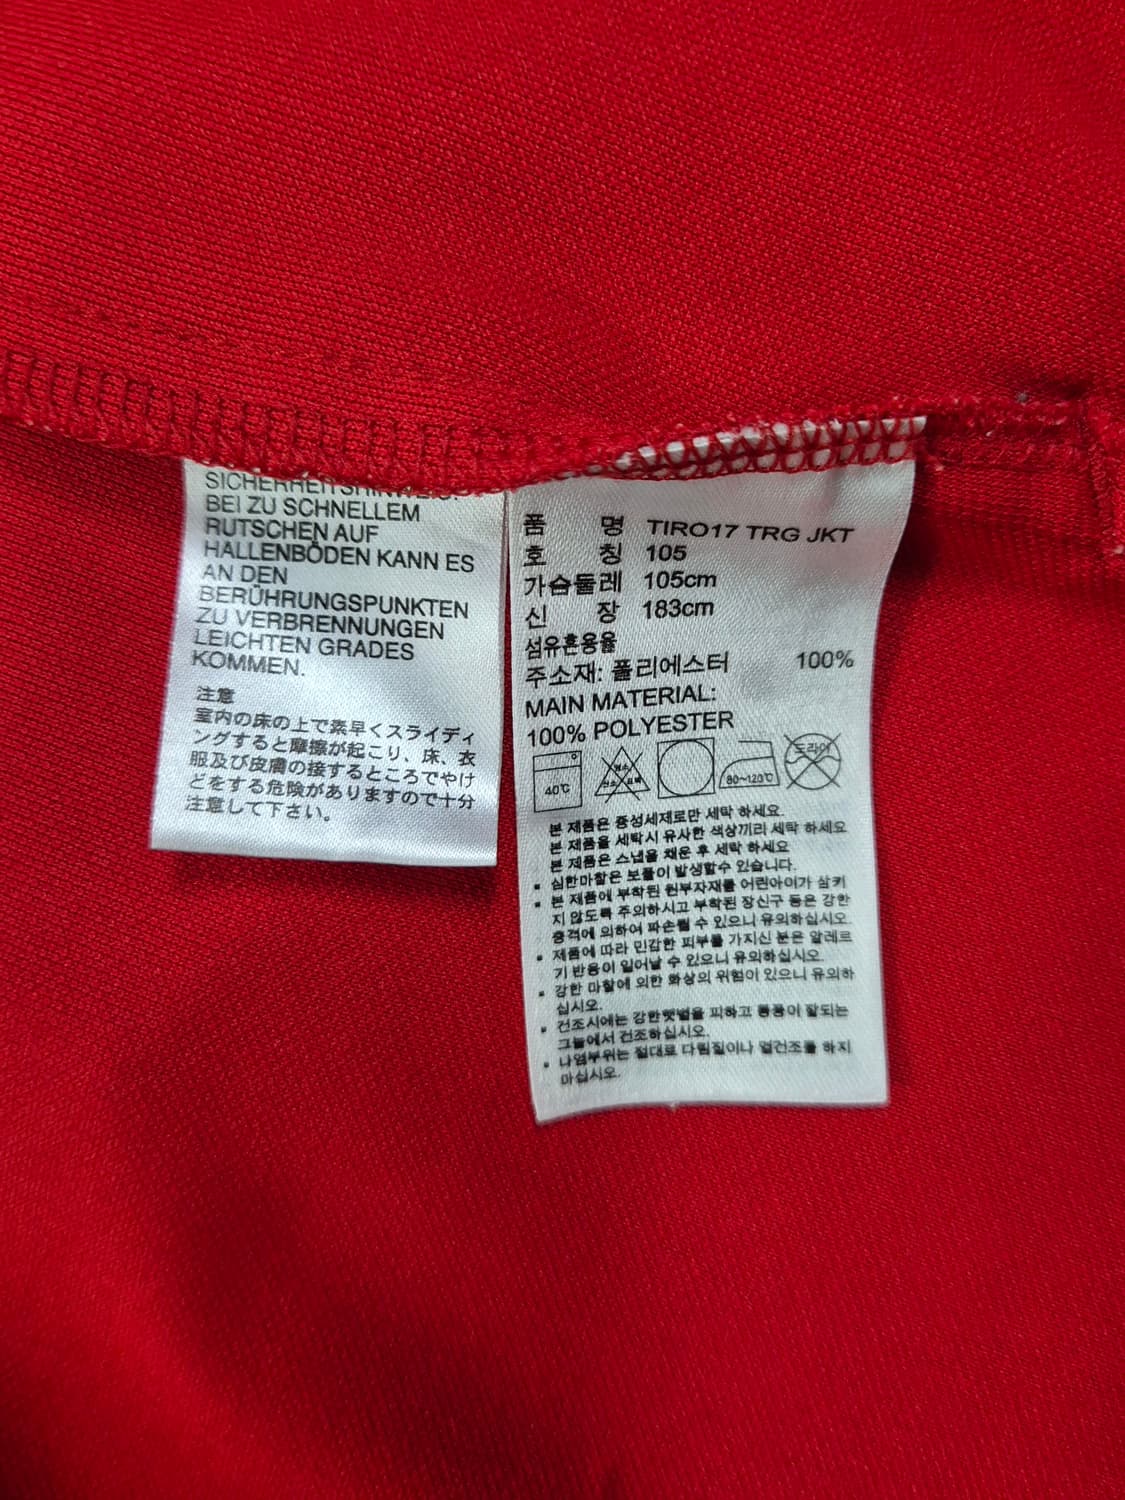 SICHERHEITSHINWEIS:
BEI ZU SCHNELLEM
RUTSCHEN AUF
HALLENBÖDEN KANN ES
AN DEN
BERÜHRUNGSPUNKTEN
ZU VERBRENNUNGEN
LEICHTEN GRADES
KOMMEN.
注意
室内の床の上で素早くスライディ
ングすると摩擦が起こり、床、衣
服及び皮膚の接するところでやけ
どをする危険がありますので十分
注意して下さい。
품 명 TIRO17 TRG JKT
호 칭 105
가슴둘레 105cm
신 장 183cm
섬유혼용율
주소재: 폴리에스터 100%
MAIN MATERIAL:
100% POLYESTER
40℃ 80~120℃ 드라이
본 제품은 중성세제로만 세탁 하세요.
본 제품을 세탁시 유사한 색상끼리 세탁 하세요
본 제품은 스냅을 채운 후 세탁 하세요
▪ 심한마찰은 보풀이 발생할수 있습니다.
▪ 본 제품에 부착된 원부자재를 어린아이가 삼키
지 않도록 주의하시고 부착된 장신구 등은 강한
충격에 의하여 파손될 수 있으니 유의하십시오.
▪ 제품에 따라 민감한 피부를 가지신 분은 알레르
기 반응이 일어날 수 있으니 유의하십시오.
▪ 강한 마찰에 의한 화상의 위험이 있으니 유의하
십시오.
▪ 건조시에는 강한햇볕을 피하고 통풍이 잘되는
그늘에서 건조하십시오.
▪ 나염부위는 절대로 다림질이나 열건조를 하지
마십시오.